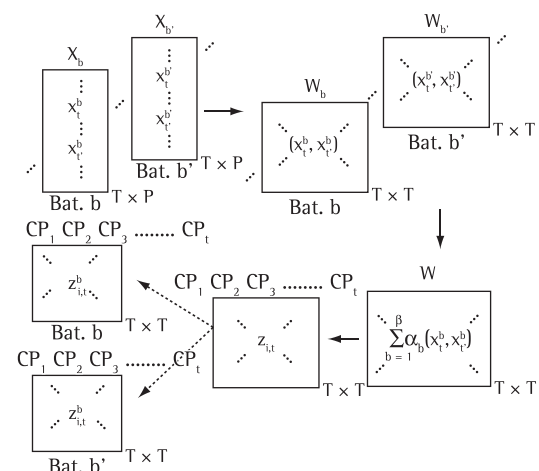 X_b
X_b'
x_t^b
x_t'^b
x_t^b'
x_t'^b'
Bat. b
T × P
Bat. b'
T × P
W_b
W_b'
(x_t^b, x_t'^b)
(x_t^b', x_t'^b')
Bat. b
T × T
Bat. b'
T × T
W
β
∑ α_b(x_t^b, x_t'^b)
b = 1
T × T
CP_1 CP_2 CP_3 ........ CP_t
z_i,t
T × T
CP_1 CP_2 CP_3 ........ CP_t
z_i,t^b
Bat. b
T × T
CP_1 CP_2 CP_3 ........ CP_t
z_i,t^b
Bat. b'
T × T